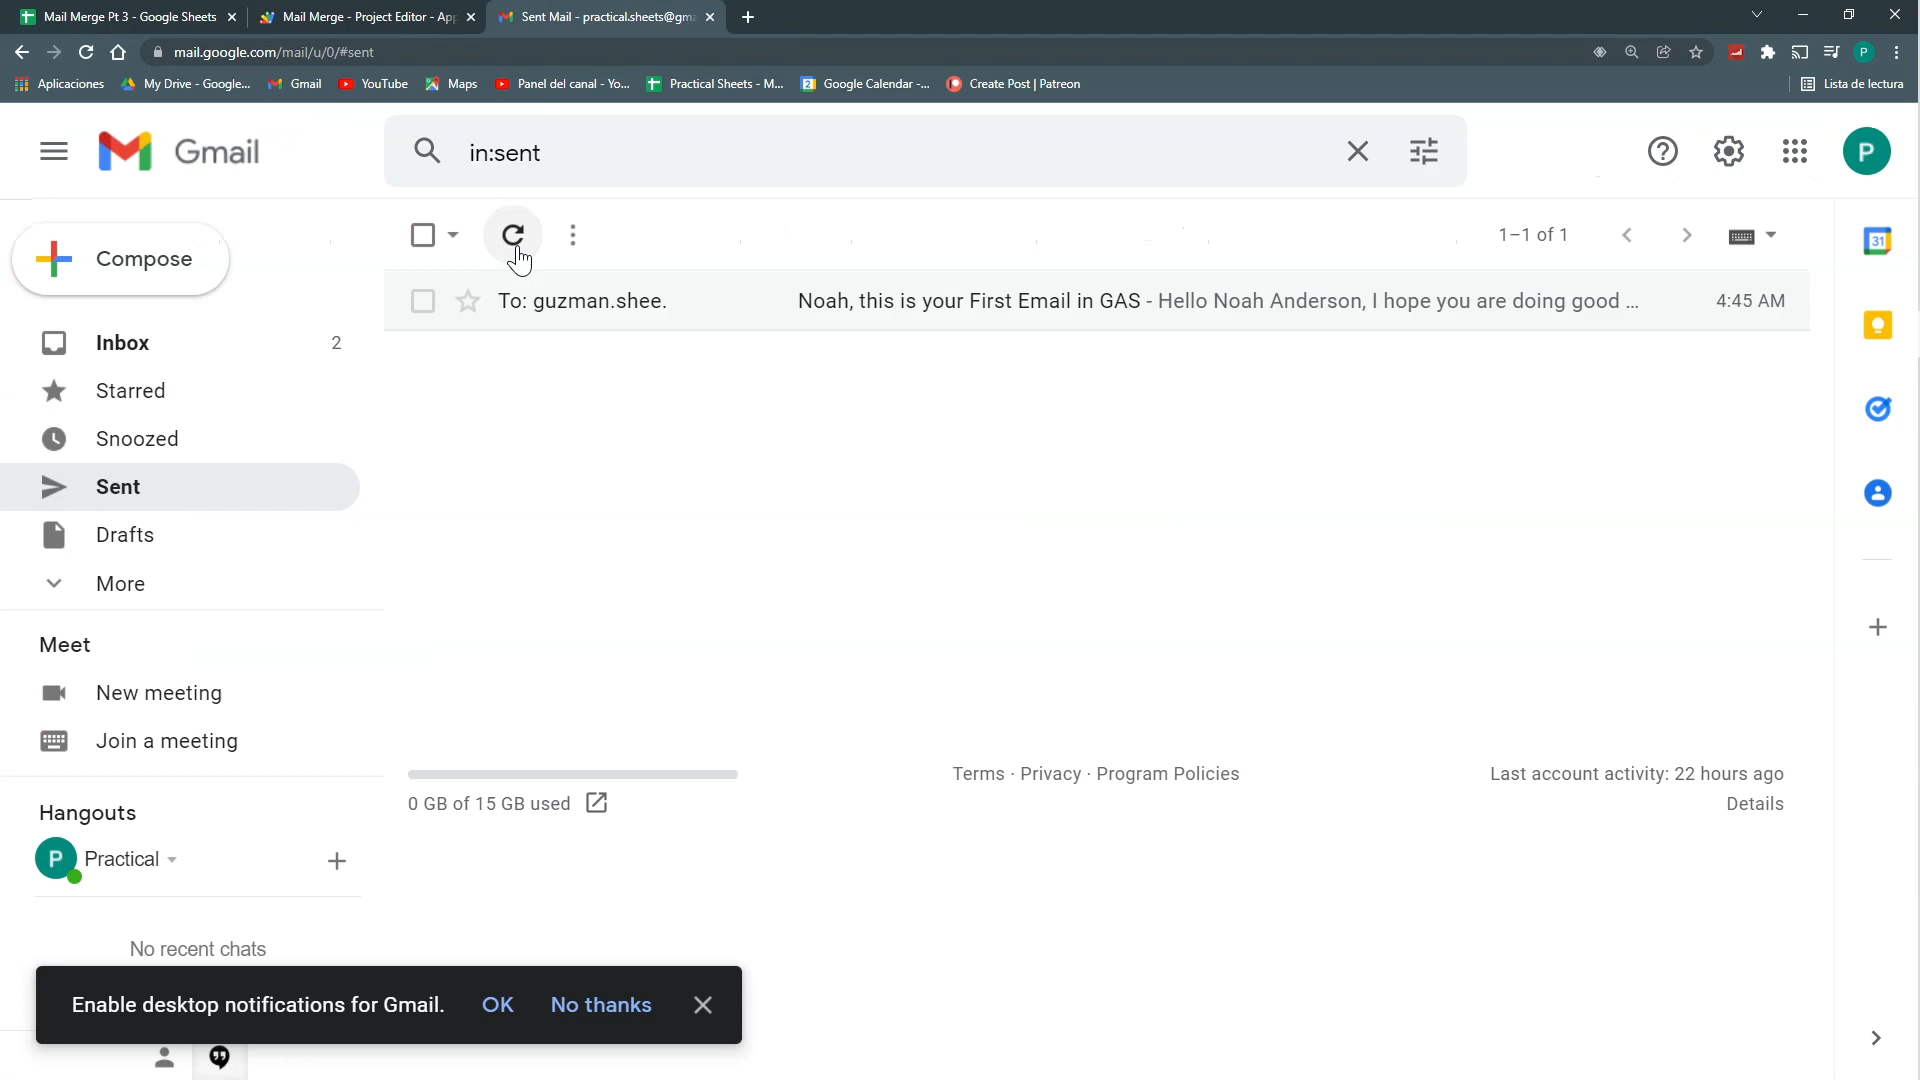 Mail Merge Pt 3 - Google Sheets
Mail Merge - Project Editor - App
Sent Mail - practical.sheets@gma
mail.google.com/mail/u/0/#sent
P
Aplicaciones
My Drive - Google...
Gmail
YouTube
Maps
Panel del canal - Yo...
Practical Sheets - M...
Google Calendar -...
Create Post | Patreon
Lista de lectura
Gmail
in:sent
P
Compose
1–1 of 1
31
To: guzman.shee.
Noah, this is your First Email in GAS - Hello Noah Anderson, I hope you are doing good ...
4:45 AM
Inbox
2
Starred
Snoozed
Sent
Drafts
More
Meet
New meeting
Join a meeting
Hangouts
P
Practical
No recent chats
0 GB of 15 GB used
Terms · Privacy · Program Policies
Last account activity: 22 hours ago
Details
Enable desktop notifications for Gmail.
OK
No thanks